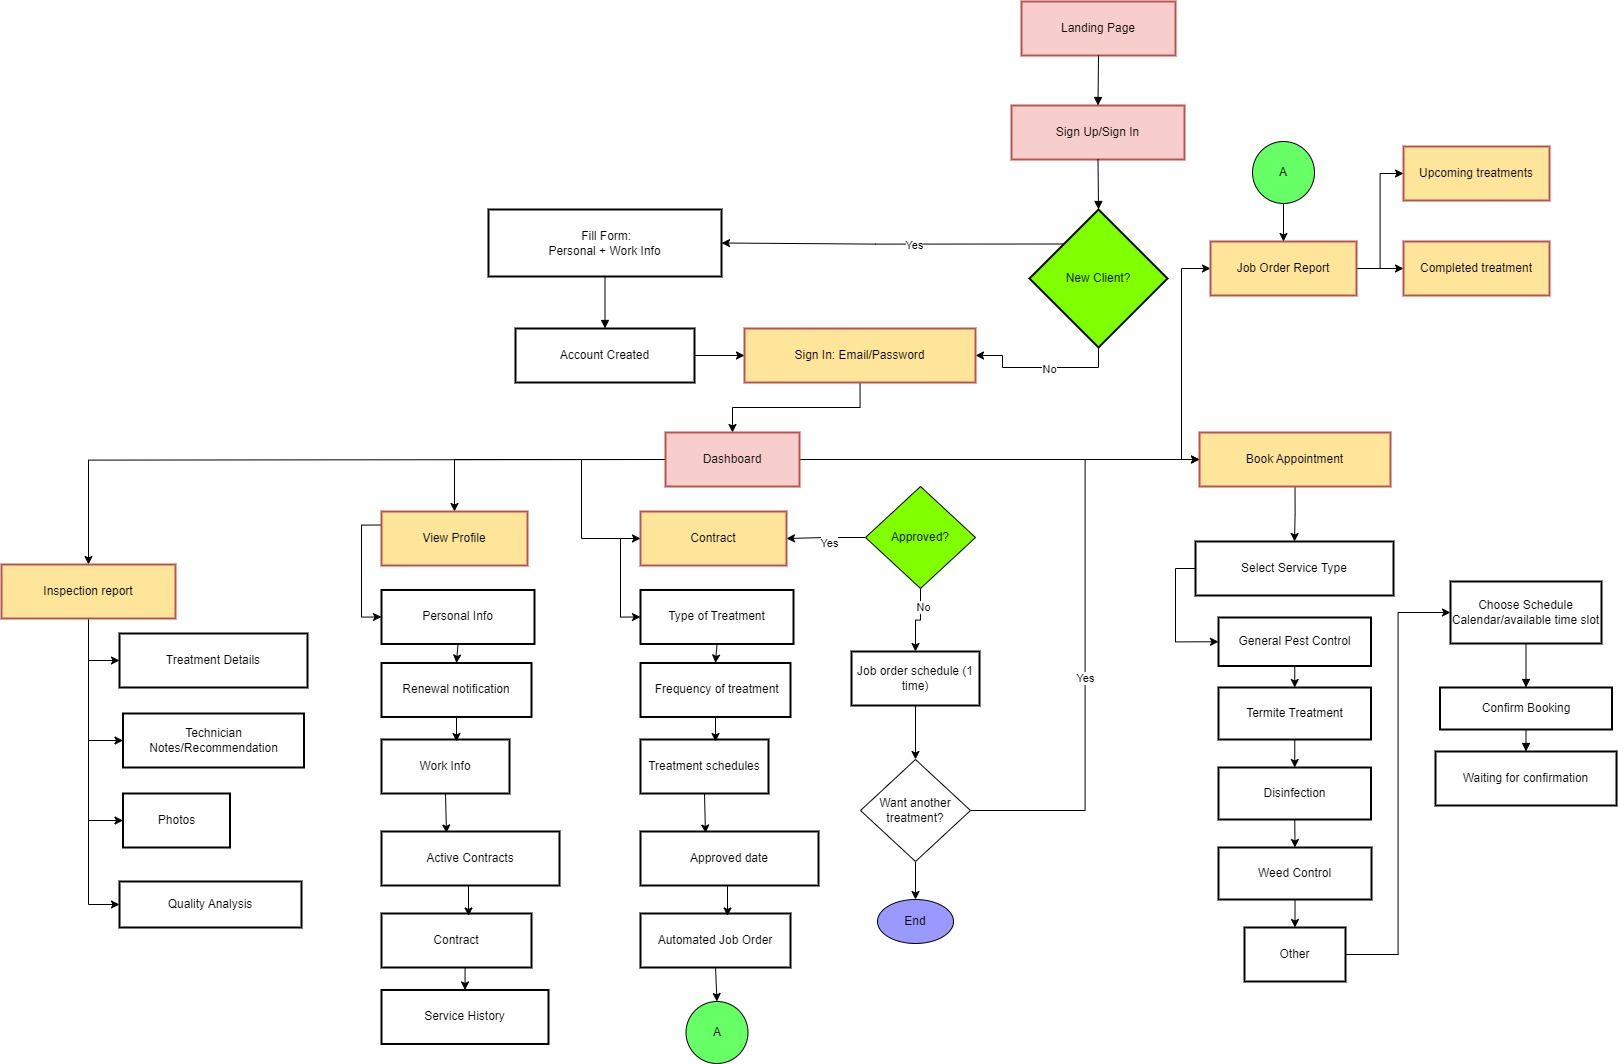 Landing Page
Sign Up/Sign In
A
Upcoming treatments
Fill Form:
Personal + Work Info
Yes
New Client?
Job Order Report
Completed treatment
Account Created
Sign In: Email/Password
No
Dashboard
Book Appointment
View Profile
Contract
Yes
Approved?
Select Service Type
Inspection report
Personal Info
Type of Treatment
No
Choose Schedule
Calendar/available time slot
General Pest Control
Treatment Details
Renewal notification
Frequency of treatment
Job order schedule (1
time)
Yes
Termite Treatment
Confirm Booking
Technician
Notes/Recommendation
Work Info
Treatment schedules
Want another
treatment?
Disinfection
Waiting for confirmation
Photos
Active Contracts
Approved date
Weed Control
Quality Analysis
Contract
Automated Job Order
End
Other
Service History
A